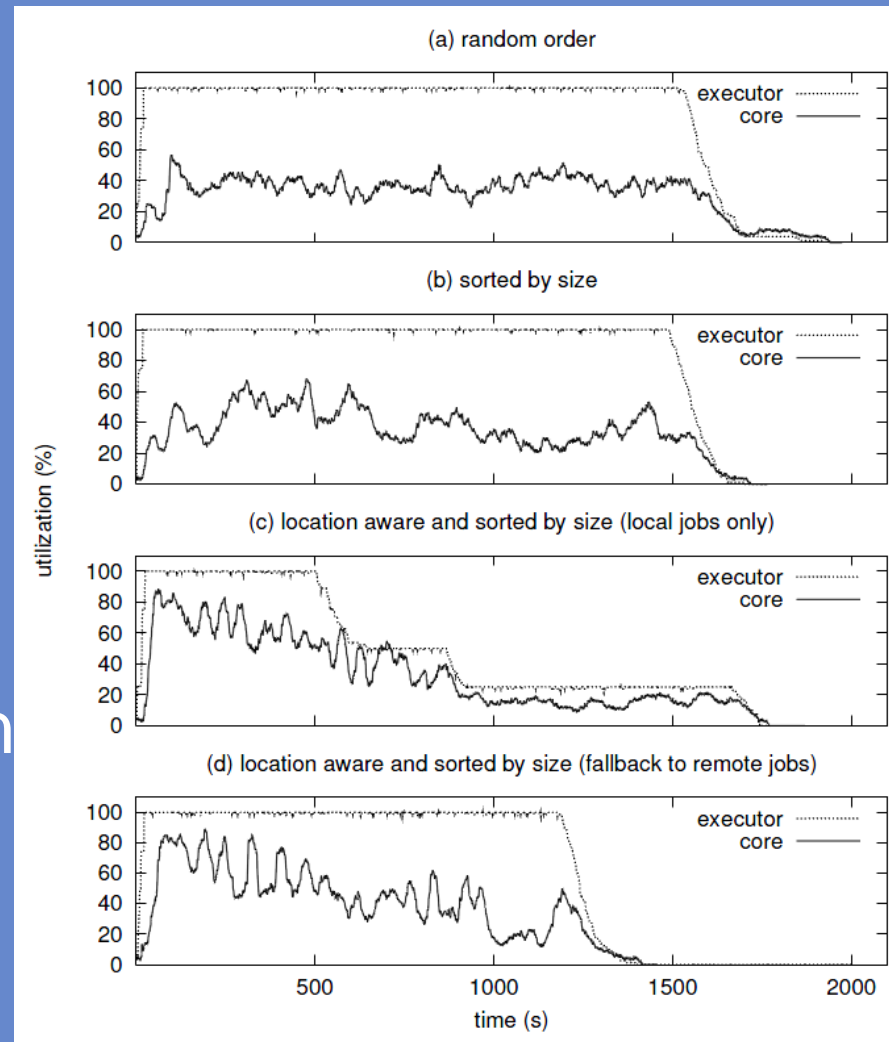 (a) random order
100
80
60
40
20
0
executor
core
(b) sorted by size
100
80
60
40
20
0
executor
core
utilization (%)
(c) location aware and sorted by size (local jobs only)
100
80
60
40
20
0
executor
core
n
(d) location aware and sorted by size (fallback to remote jobs)
100
80
60
40
20
0
executor
core
500 1000 1500 2000
time (s)